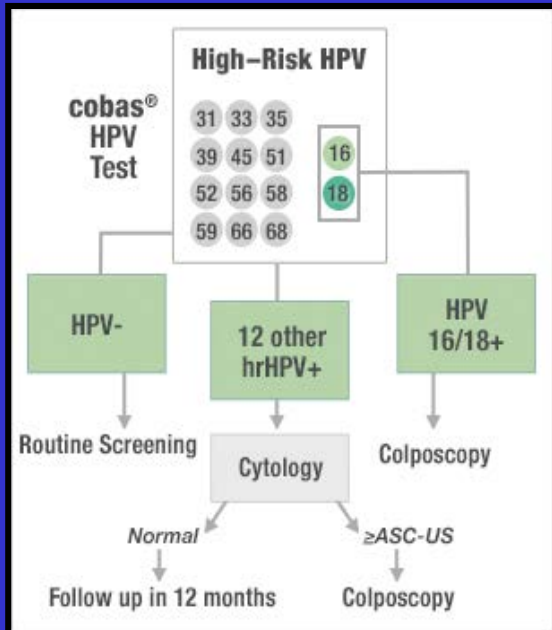 High-Risk HPV
cobas®
HPV
Test
31 33 35
39 45 51
52 56 58
59 66 68
16
18
HPV-
12 other
hrHPV+
HPV
16/18+
Routine Screening
Cytology
Colposcopy
Normal
≥ASC-US
Follow up in 12 months
Colposcopy